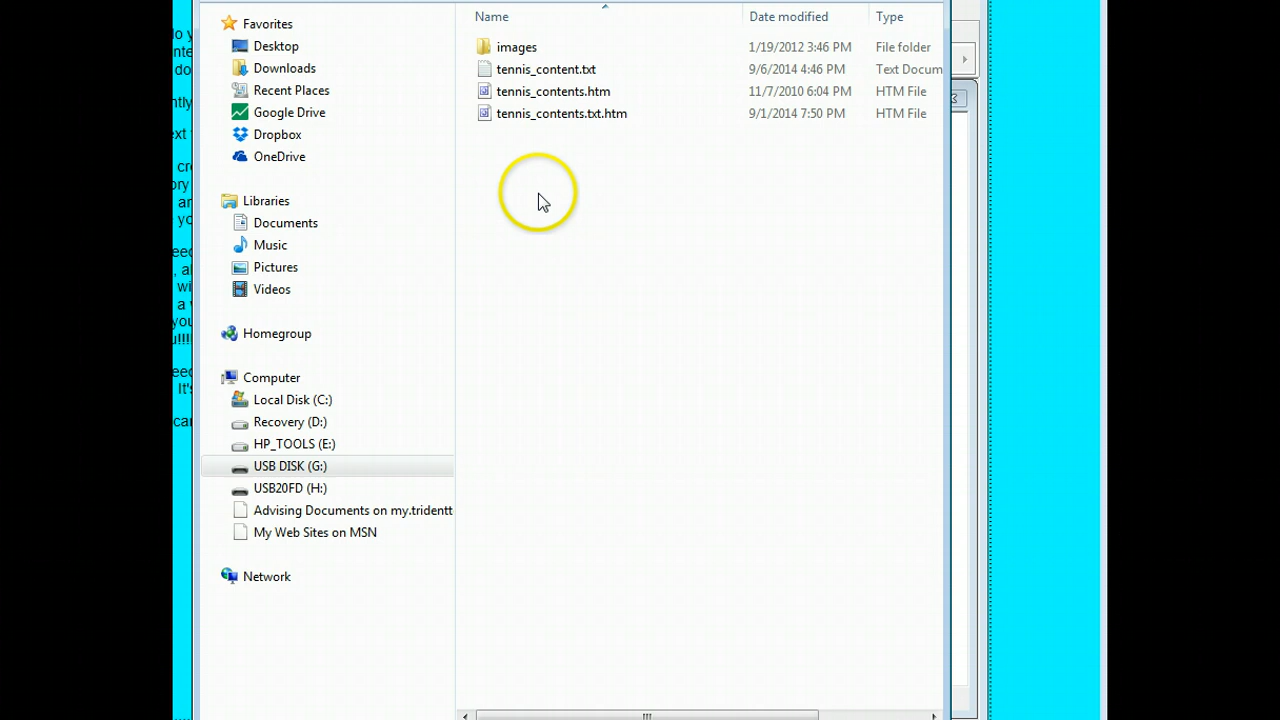 Name Date modified Type
Favorites
Desktop
Downloads
Recent Places
Google Drive
Dropbox
OneDrive
Libraries
Documents
Music
Pictures
Videos
Homegroup
Computer
Local Disk (C:)
Recovery (D:)
HP_TOOLS (E:)
USB DISK (G:)
USB20FD (H:)
Advising Documents on my.tridentt
My Web Sites on MSN
Network
images 1/19/2012 3:46 PM File folder
tennis_content.txt 9/6/2014 4:46 PM Text Docum
tennis_contents.htm 11/7/2010 6:04 PM HTM File
tennis_contents.txt.htm 9/1/2014 7:50 PM HTM File